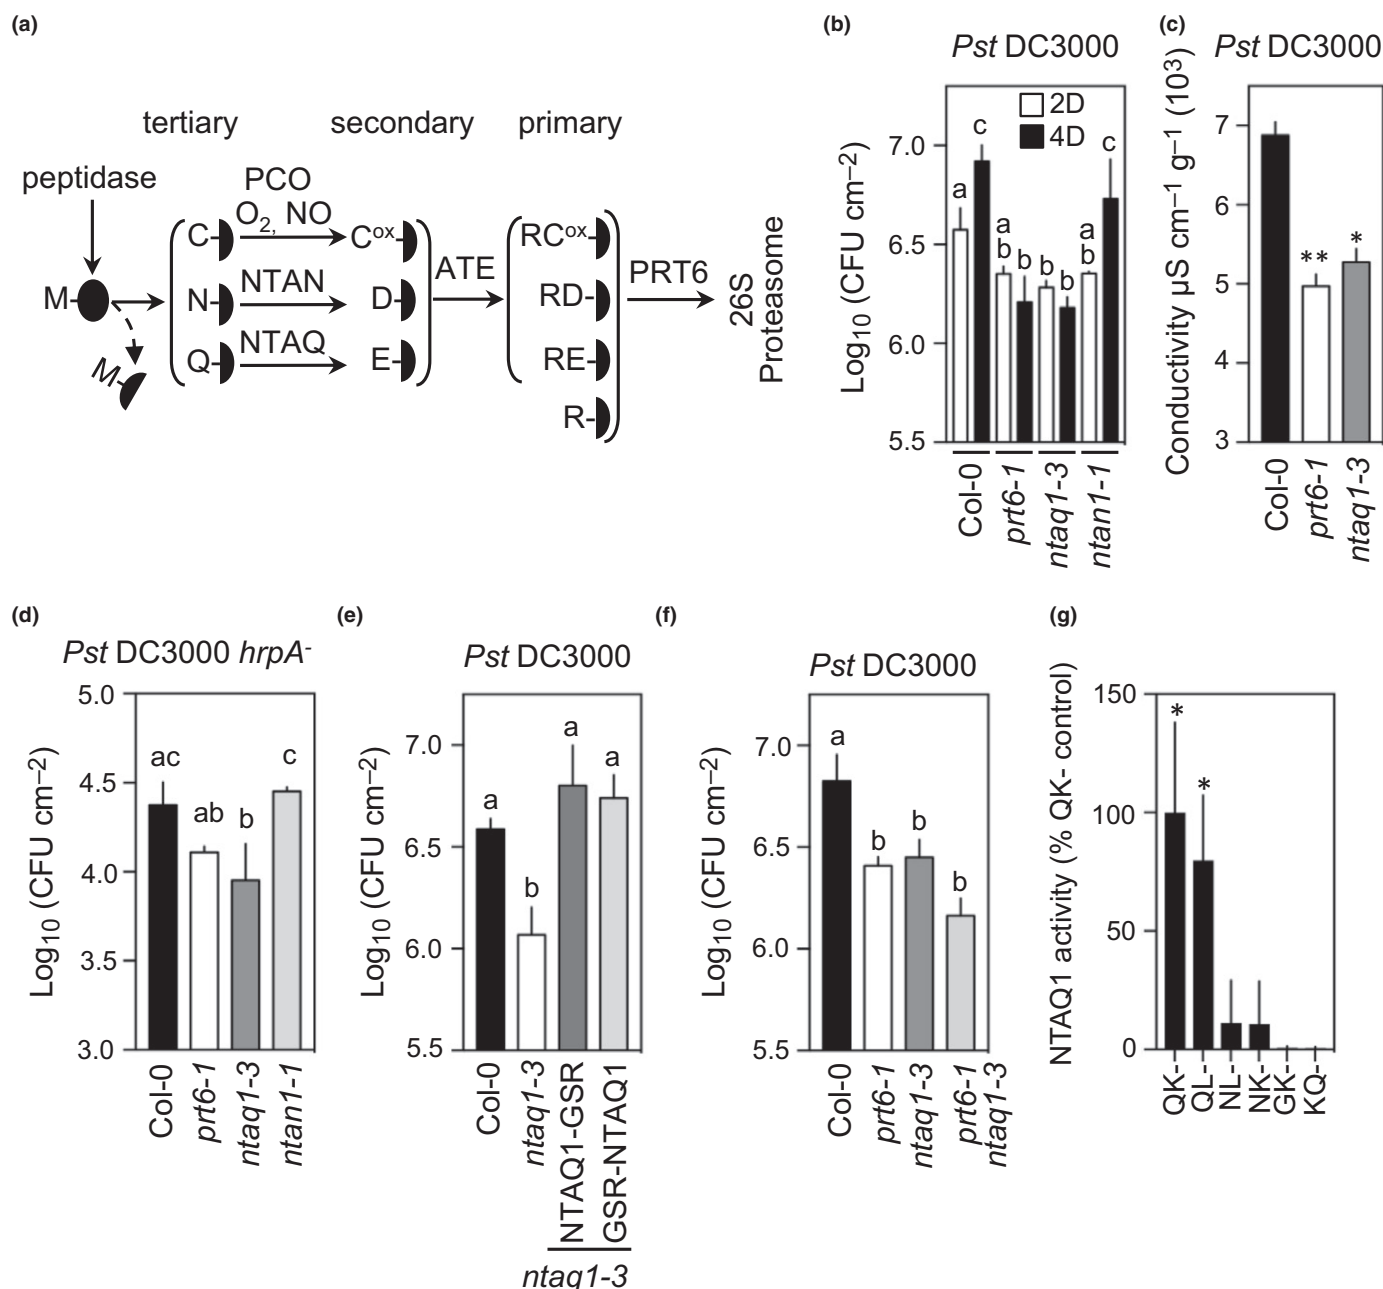 (a)
tertiary secondary primary
peptidase
PCO
O2, NO
C- Cox- RCox-
ATE PRT6
M- N- NTAN D- RD-
Q- NTAQ E- RE-
M-
R-
26S
Proteasome
(b)
Pst DC3000
2D
4D
Log10 (CFU cm−2)
7.0
6.5
6.0
5.5
a c a b b b a b c
Col-0
prt6-1
ntaq1-3
ntan1-1
(c)
Pst DC3000
Conductivity µS cm−1 g−1 (103)
7
6
5
4
3
** *
Col-0
prt6-1
ntaq1-3
(d)
Pst DC3000 hrpA-
Log10 (CFU cm−2)
5.0
4.5
4.0
3.5
3.0
ac ab b c
Col-0
prt6-1
ntaq1-3
ntan1-1
(e)
Pst DC3000
Log10 (CFU cm−2)
7.0
6.5
6.0
5.5
a b a a
Col-0
ntaq1-3
NTAQ1-GSR
GSR-NTAQ1
ntaq1-3
(f)
Pst DC3000
Log10 (CFU cm−2)
7.0
6.5
6.0
5.5
a b b b
Col-0
prt6-1
ntaq1-3
prt6-1
ntaq1-3
(g)
NTAQ1 activity (% QK- control)
150
100
50
0
* *
QK-
QL-
NL-
NK-
GK-
KQ-